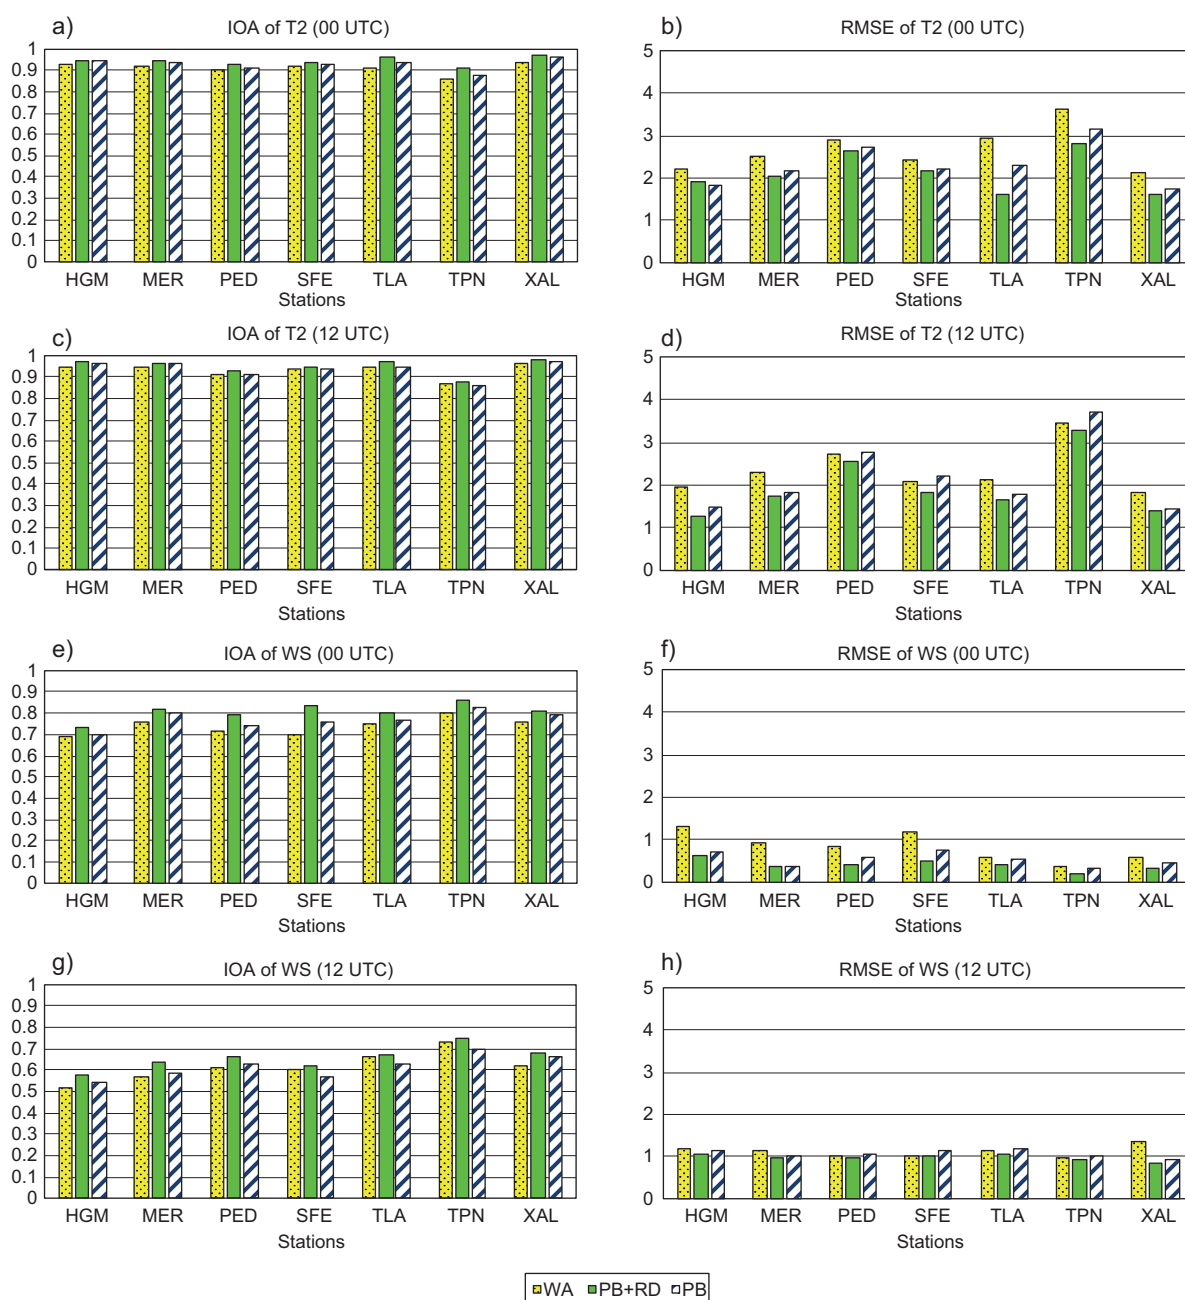 a) IOA of T2 (00 UTC)
1
0.9
0.8
0.7
0.6
0.5
0.4
0.3
0.2
0.1
0
HGM MER PED SFE TLA TPN XAL
Stations
b) RMSE of T2 (00 UTC)
5
4
3
2
1
0
HGM MER PED SFE TLA TPN XAL
Stations
c) IOA of T2 (12 UTC)
1
0.9
0.8
0.7
0.6
0.5
0.4
0.3
0.2
0.1
0
HGM MER PED SFE TLA TPN XAL
Stations
d) RMSE of T2 (12 UTC)
5
4
3
2
1
0
HGM MER PED SFE TLA TPN XAL
Stations
e) IOA of WS (00 UTC)
1
0.9
0.8
0.7
0.6
0.5
0.4
0.3
0.2
0.1
0
HGM MER PED SFE TLA TPN XAL
Stations
f) RMSE of WS (00 UTC)
5
4
3
2
1
0
HGM MER PED SFE TLA TPN XAL
Stations
g) IOA of WS (12 UTC)
1
0.9
0.8
0.7
0.6
0.5
0.4
0.3
0.2
0.1
0
HGM MER PED SFE TLA TPN XAL
Stations
h) RMSE of WS (12 UTC)
5
4
3
2
1
0
HGM MER PED SFE TLA TPN XAL
Stations
WA PB+RD PB